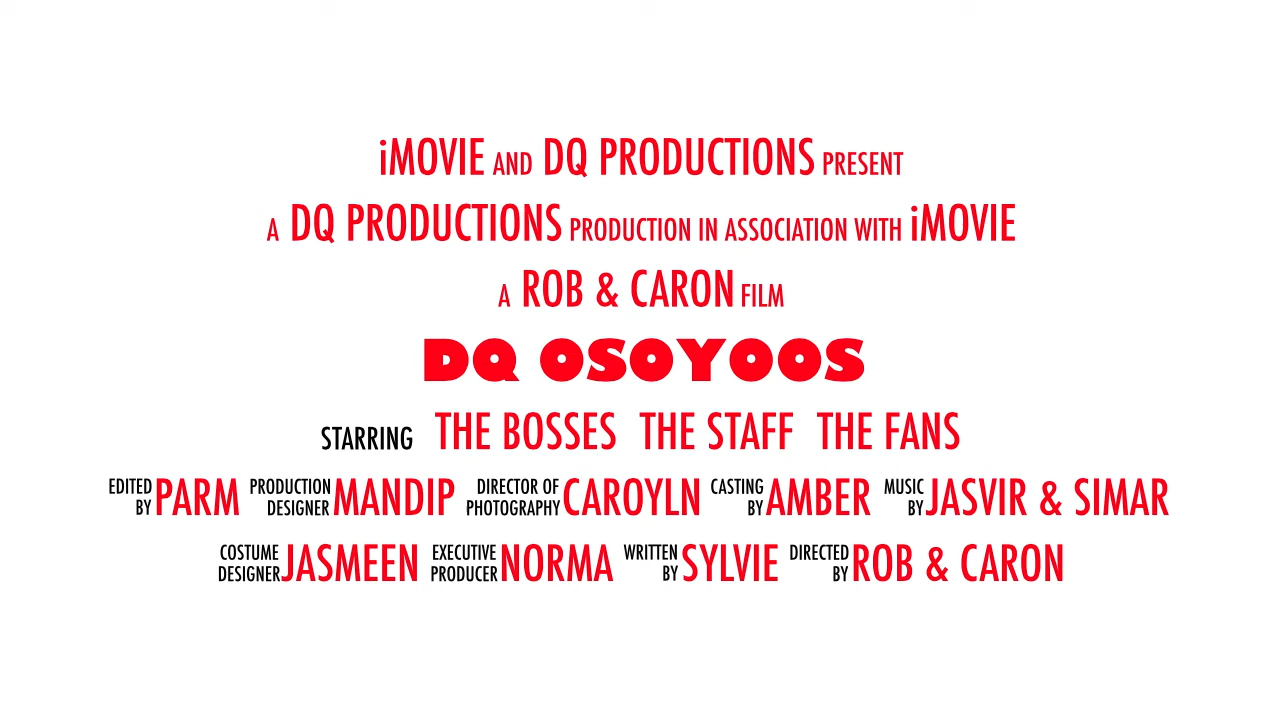 iMOVIE AND DQ PRODUCTIONS PRESENT
A DQ PRODUCTIONS PRODUCTION IN ASSOCIATION WITH iMOVIE
A ROB & CARON FILM
DQ OSOYOOS
STARRING THE BOSSES THE STAFF THE FANS
EDITED BY PARM PRODUCTION DESIGNER MANDIP DIRECTOR OF PHOTOGRAPHY CAROYLN CASTING BY AMBER MUSIC BY JASVIR & SIMAR
COSTUME DESIGNER JASMEEN EXECUTIVE PRODUCER NORMA WRITTEN BY SYLVIE DIRECTED BY ROB & CARON